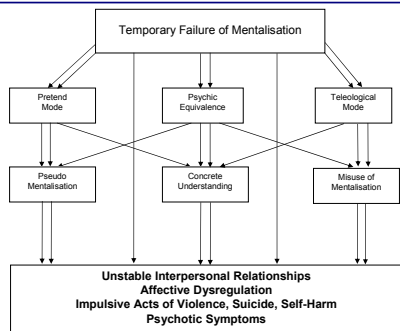 Temporary Failure of Mentalisation
Pretend
Mode
Psychic
Equivalence
Teleological
Mode
Pseudo
Mentalisation
Concrete
Understanding
Misuse of
Mentalisation
Unstable Interpersonal Relationships
Affective Dysregulation
Impulsive Acts of Violence, Suicide, Self-Harm
Psychotic Symptoms